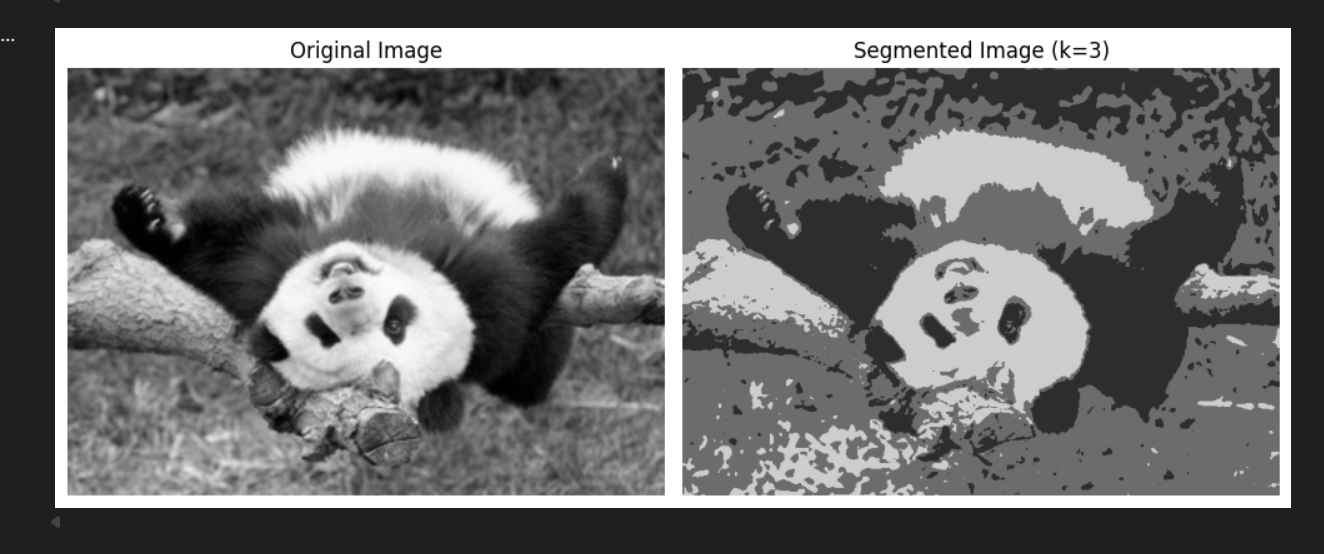 ...
Original Image
Segmented Image (k=3)